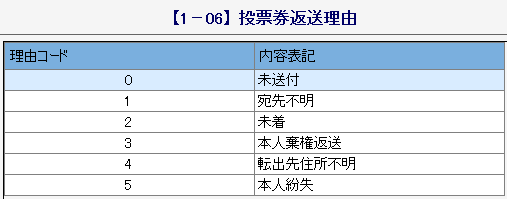 【1－06】投票券返送理由
理由コード 内容表記
0 未送付
1 宛先不明
2 未着
3 本人棄権返送
4 転出先住所不明
5 本人紛失